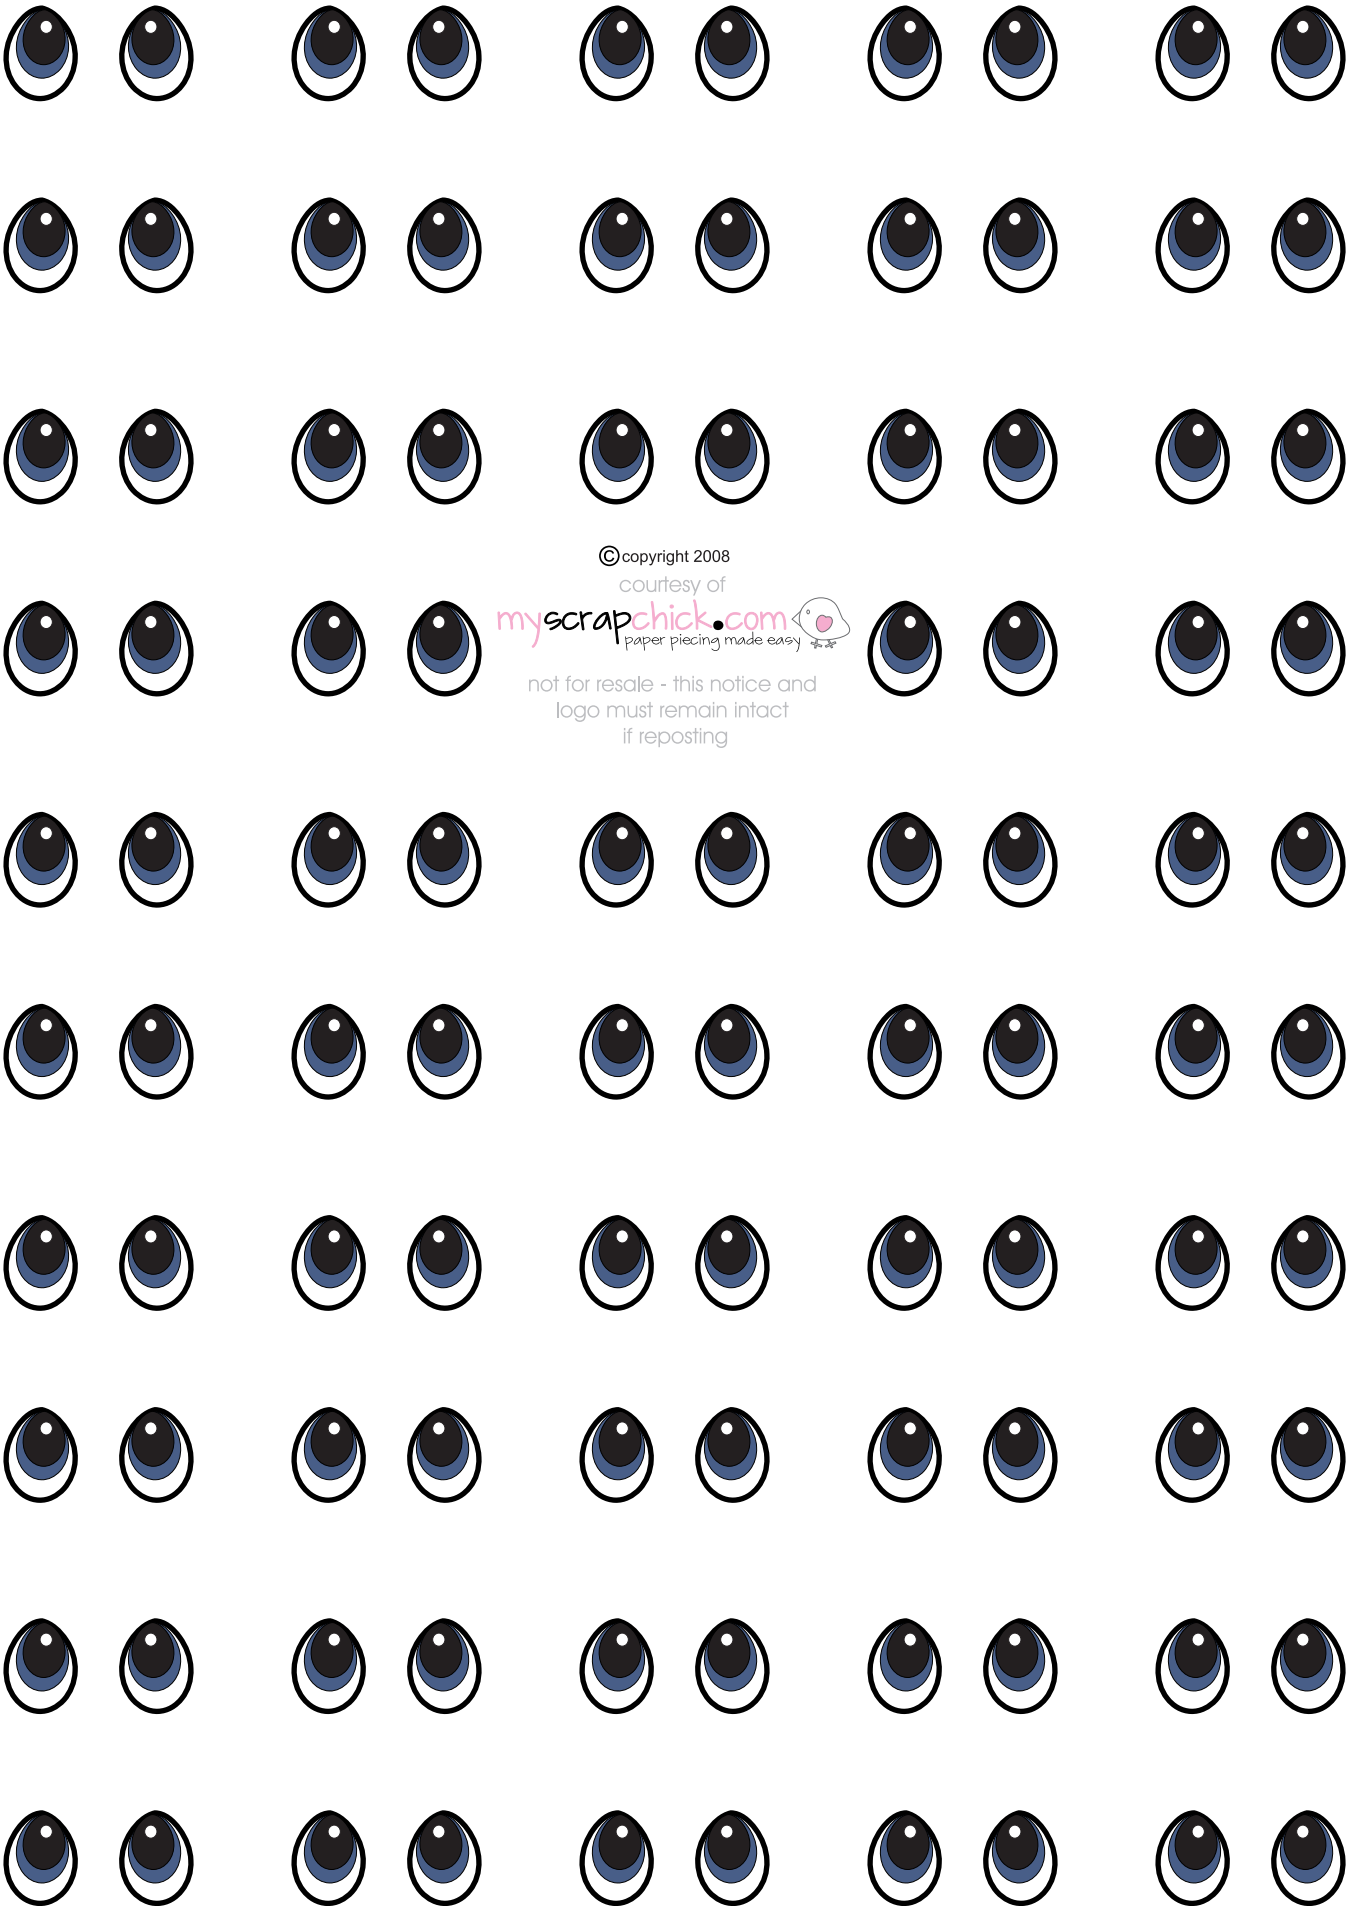 ©copyright 2008
courtesy of
myscrapchick.com
paper piecing made easy
not for resale - this notice and
logo must remain intact
if reposting